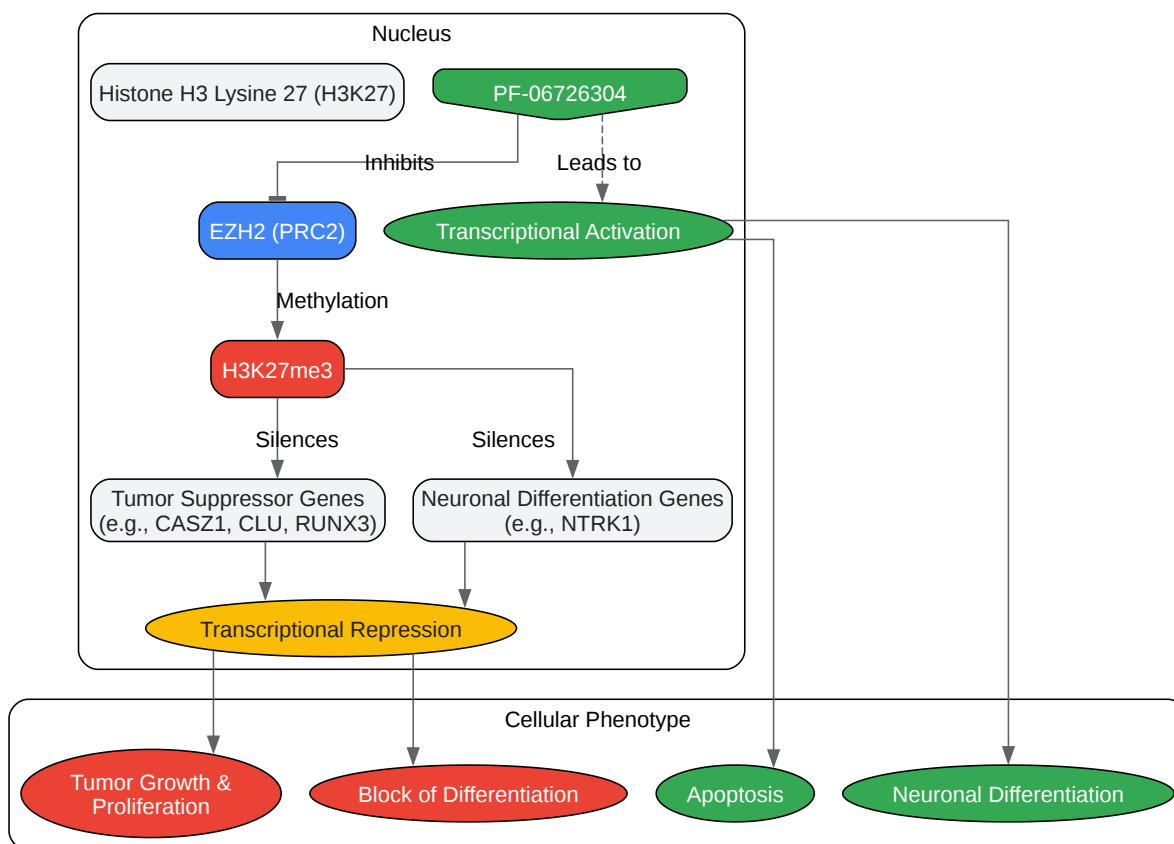 Nucleus
Histone H3 Lysine 27 (H3K27)
PF-06726304
Inhibits
Leads to
EZH2 (PRC2)
Transcriptional Activation
Methylation
H3K27me3
Silences
Silences
Tumor Suppressor Genes
(e.g., CASZ1, CLU, RUNX3)
Neuronal Differentiation Genes
(e.g., NTRK1)
Transcriptional Repression
Cellular Phenotype
Tumor Growth &
Proliferation
Block of Differentiation
Apoptosis
Neuronal Differentiation